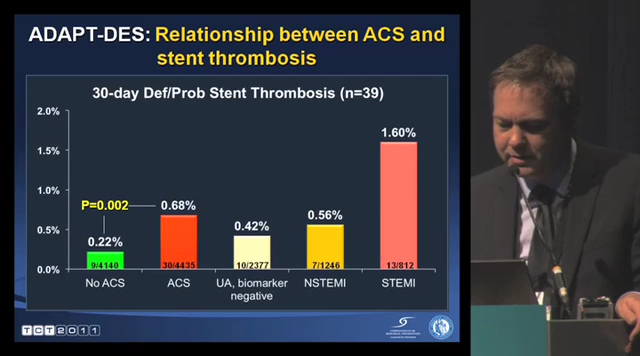 ADAPT-DES: Relationship between ACS and
stent thrombosis
30-day Def/Prob Stent Thrombosis (n=39)
2.0%
1.5%
1.0%
0.5%
0.0%
P=0.002
0.22%
0.68%
0.42%
0.56%
1.60%
9/4140
30/4435
10/2377
7/1246
13/812
No ACS
ACS
UA, biomarker
negative
NSTEMI
STEMI
TCT2011